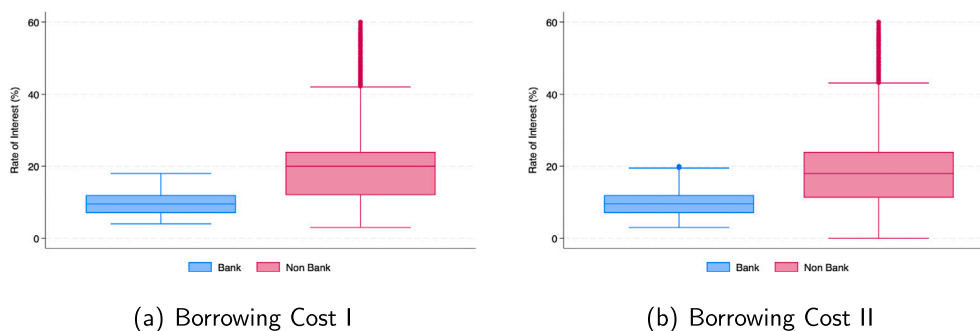 60
40
20
0
Rate of Interest (%)
Bank Non Bank
(a) Borrowing Cost I
60
40
20
0
Rate of Interest (%)
Bank Non Bank
(b) Borrowing Cost II